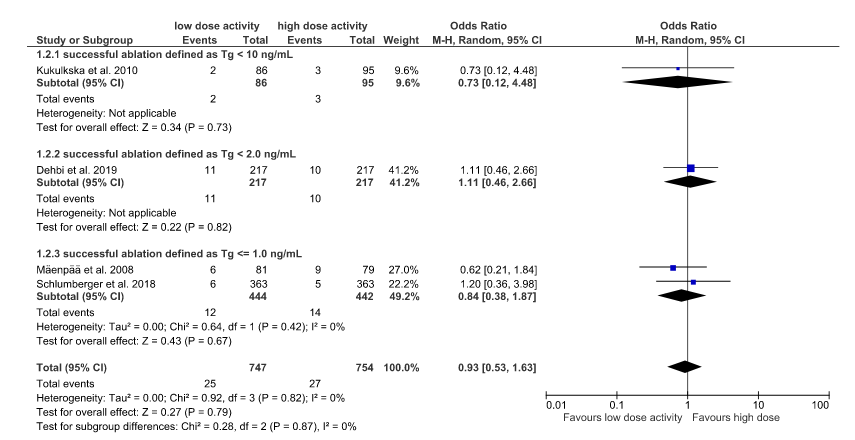 low dose activity high dose activity Odds Ratio Odds Ratio
Study or Subgroup Events Total Events Total Weight M-H, Random, 95% CI M-H, Random, 95% CI
1.2.1 successful ablation defined as Tg < 10 ng/mL
Kukulkska et al. 2010 2 86 3 95 9.6% 0.73 [0.12, 4.48]
Subtotal (95% CI) 86 95 9.6% 0.73 [0.12, 4.48]
Total events 2 3
Heterogeneity: Not applicable
Test for overall effect: Z = 0.34 (P = 0.73)
1.2.2 successful ablation defined as Tg < 2.0 ng/mL
Dehbi et al. 2019 11 217 10 217 41.2% 1.11 [0.46, 2.66]
Subtotal (95% CI) 217 217 41.2% 1.11 [0.46, 2.66]
Total events 11 10
Heterogeneity: Not applicable
Test for overall effect: Z = 0.22 (P = 0.82)
1.2.3 successful ablation defined as Tg <= 1.0 ng/mL
Mäenpää et al. 2008 6 81 9 79 27.0% 0.62 [0.21, 1.84]
Schlumberger et al. 2018 6 363 5 363 22.2% 1.20 [0.36, 3.98]
Subtotal (95% CI) 444 442 49.2% 0.84 [0.38, 1.87]
Total events 12 14
Heterogeneity: Tau² = 0.00; Chi² = 0.64, df = 1 (P = 0.42); I² = 0%
Test for overall effect: Z = 0.43 (P = 0.67)
Total (95% CI) 747 754 100.0% 0.93 [0.53, 1.63]
Total events 25 27
Heterogeneity: Tau² = 0.00; Chi² = 0.92, df = 3 (P = 0.82); I² = 0%
Test for overall effect: Z = 0.27 (P = 0.79)
Test for subgroup differences: Chi² = 0.28, df = 2 (P = 0.87), I² = 0%
0.01 0.1 1 10 100
Favours low dose activity Favours high dose